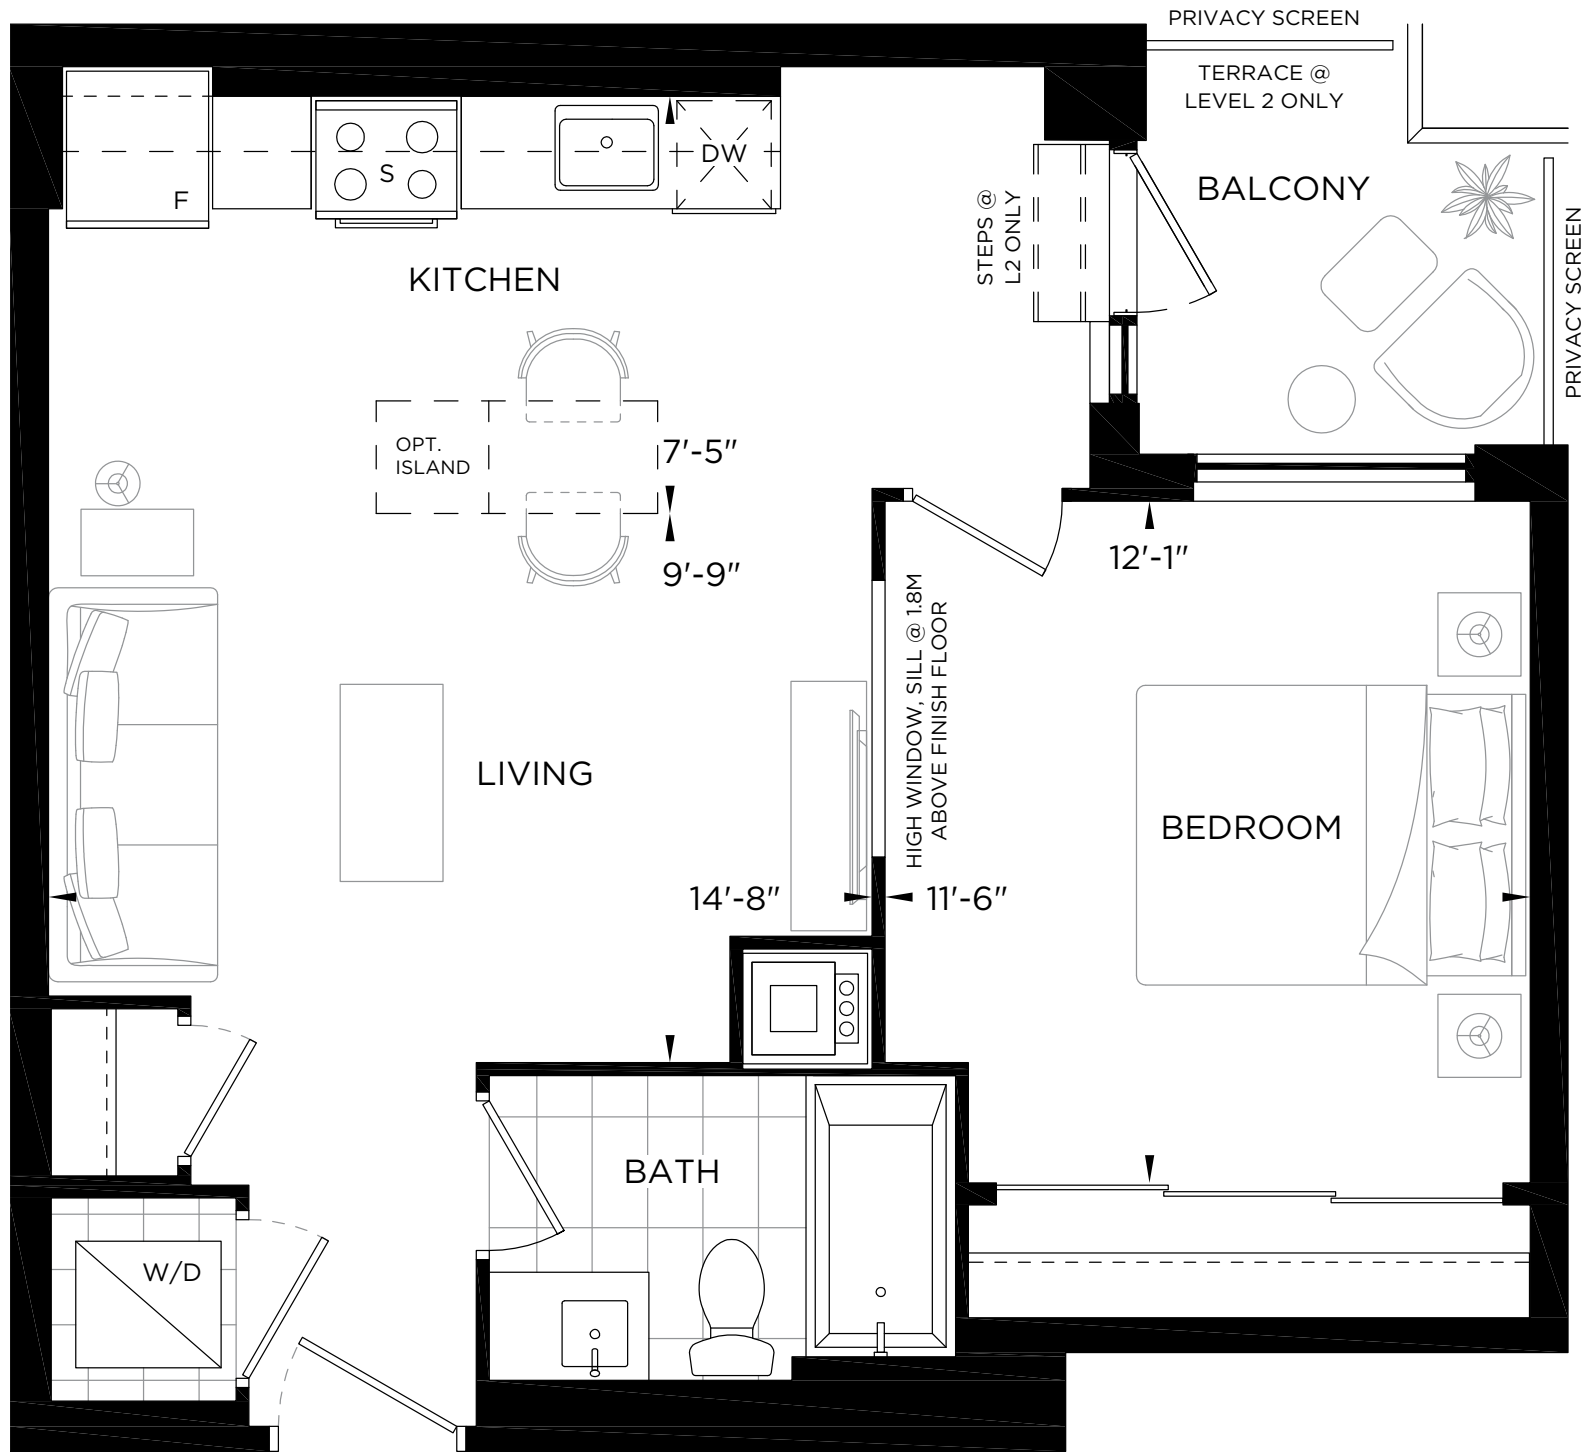 PRIVACY SCREEN
TERRACE @
LEVEL 2 ONLY
DW
S
F
BALCONY
STEPS @
L2 ONLY
PRIVACY SCREEN
KITCHEN
OPT.
ISLAND
7'-5"
9'-9"
12'-1"
HIGH WINDOW, SILL @ 1.8M
ABOVE FINISH FLOOR
LIVING
BEDROOM
14'-8"
11'-6"
BATH
W/D